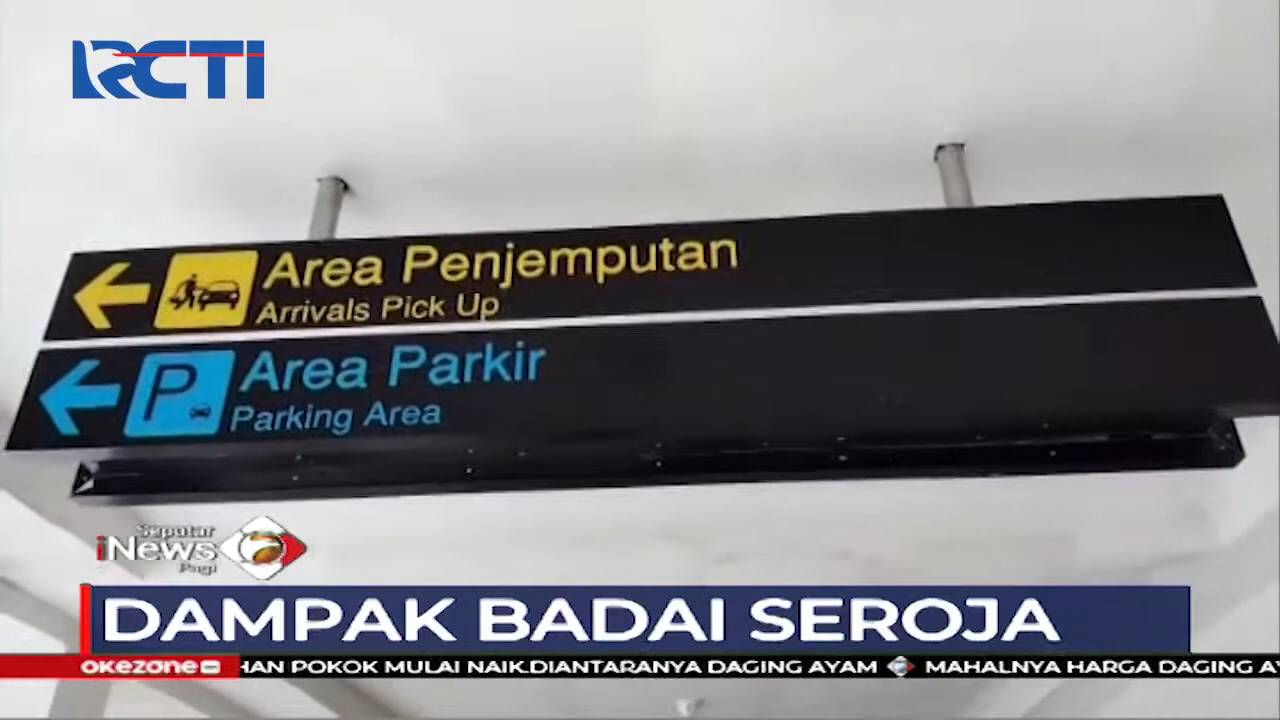 RCTI
Area Penjemputan
Arrivals Pick Up
P
Area Parkir
Parking Area
Seputar
iNews
Pagi
DAMPAK BADAI SEROJA
OKEZONE
HAN POKOK MULAI NAIK.DIANTARANYA DAGING AYAM MAHALNYA HARGA DAGING AY